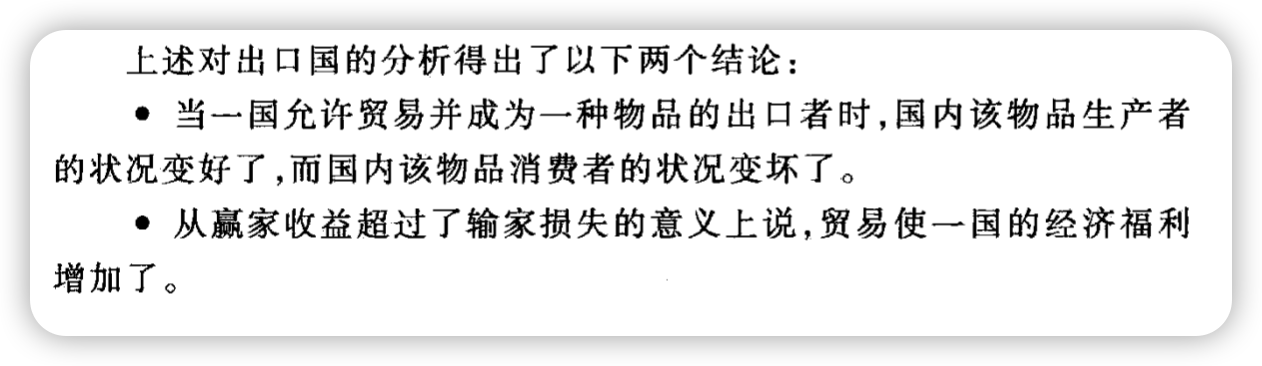 上述对出口国的分析得出了以下两个结论：
• 当一国允许贸易并成为一种物品的出口者时,国内该物品生产者
的状况变好了,而国内该物品消费者的状况变坏了。
• 从赢家收益超过了输家损失的意义上说,贸易使一国的经济福利
增加了。